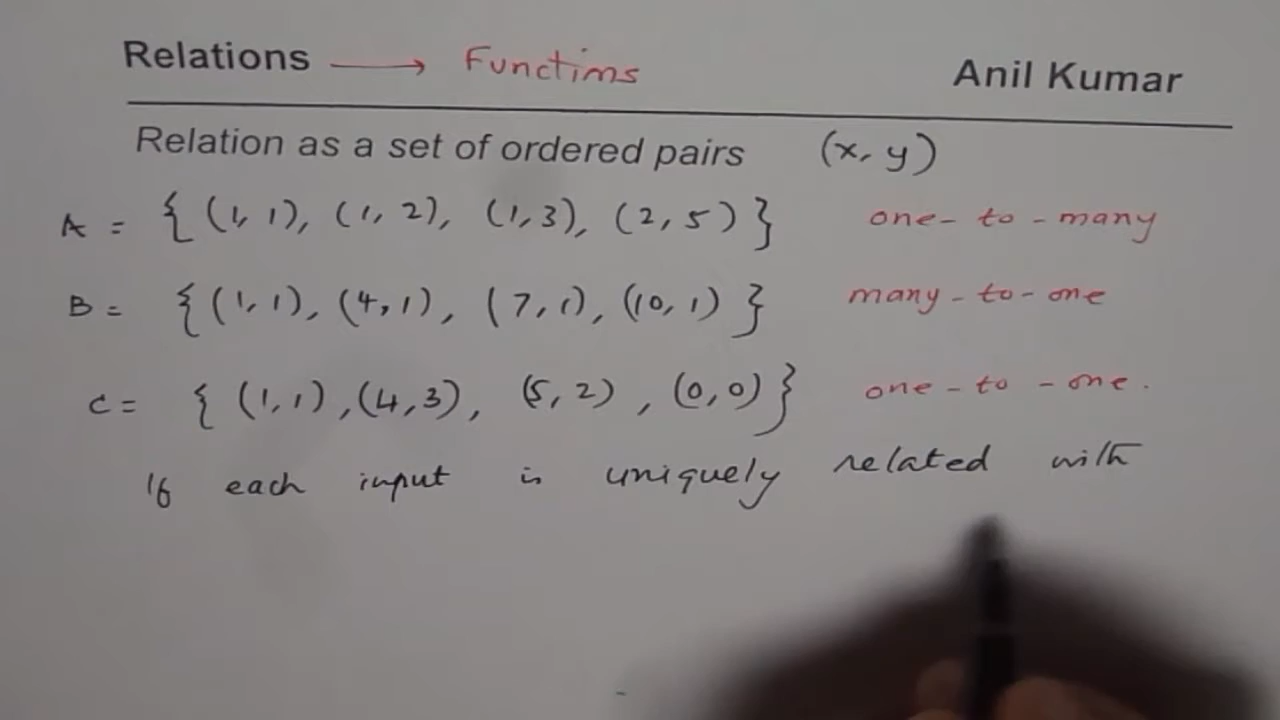 Relations → Functions Anil Kumar
Relation as a set of ordered pairs (x, y)
A = { (1, 1), (1, 2), (1, 3), (2, 5) } one-to-many
B = { (1, 1), (4, 1), (7, 1), (10, 1) } many-to-one
C = { (1, 1), (4, 3), (5, 2), (0, 0) } one-to-one.
If each input is uniquely related with